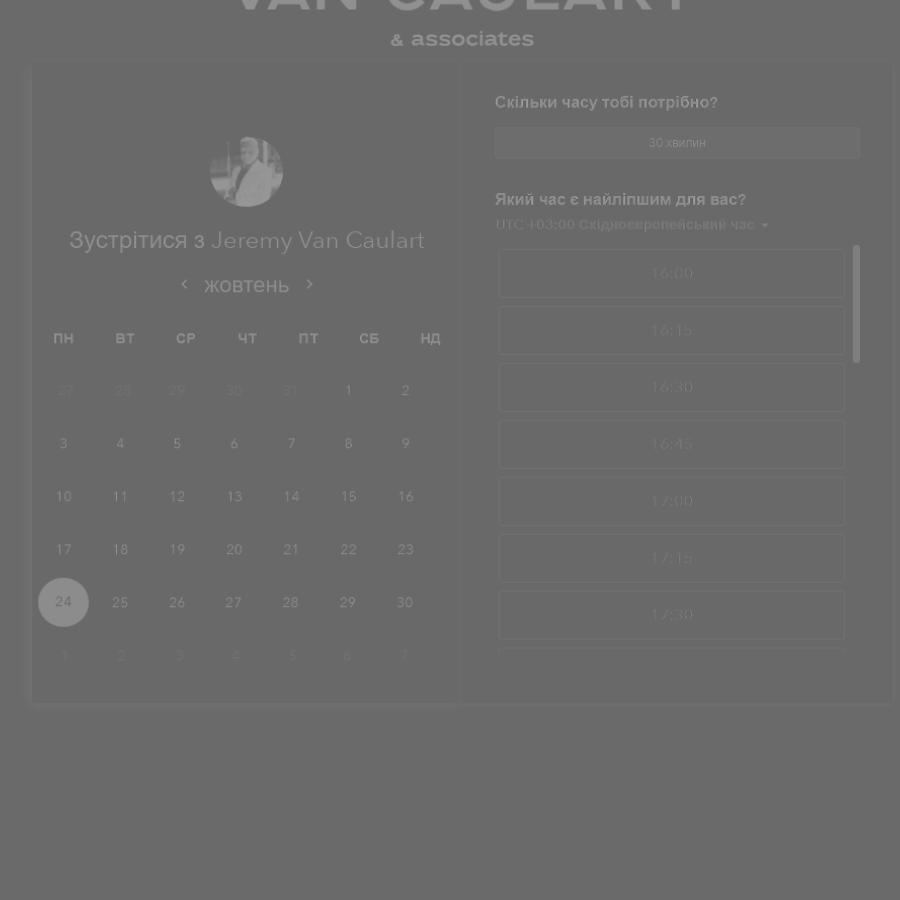 VAN CAULART
& associates
Зустрітися з Jeremy Van Caulart
жовтень
ПН ВТ СР ЧТ ПТ СБ НД
27 28 29 30 31 1 2
3 4 5 6 7 8 9
10 11 12 13 14 15 16
17 18 19 20 21 22 23
24 25 26 27 28 29 30
1 2 3 4 5 6 7
Скільки часу тобі потрібно?
30 хвилин
Який час є найліпшим для вас?
UTC +03:00 Східноєвропейський час
16:00
16:15
16:30
16:45
17:00
17:15
17:30